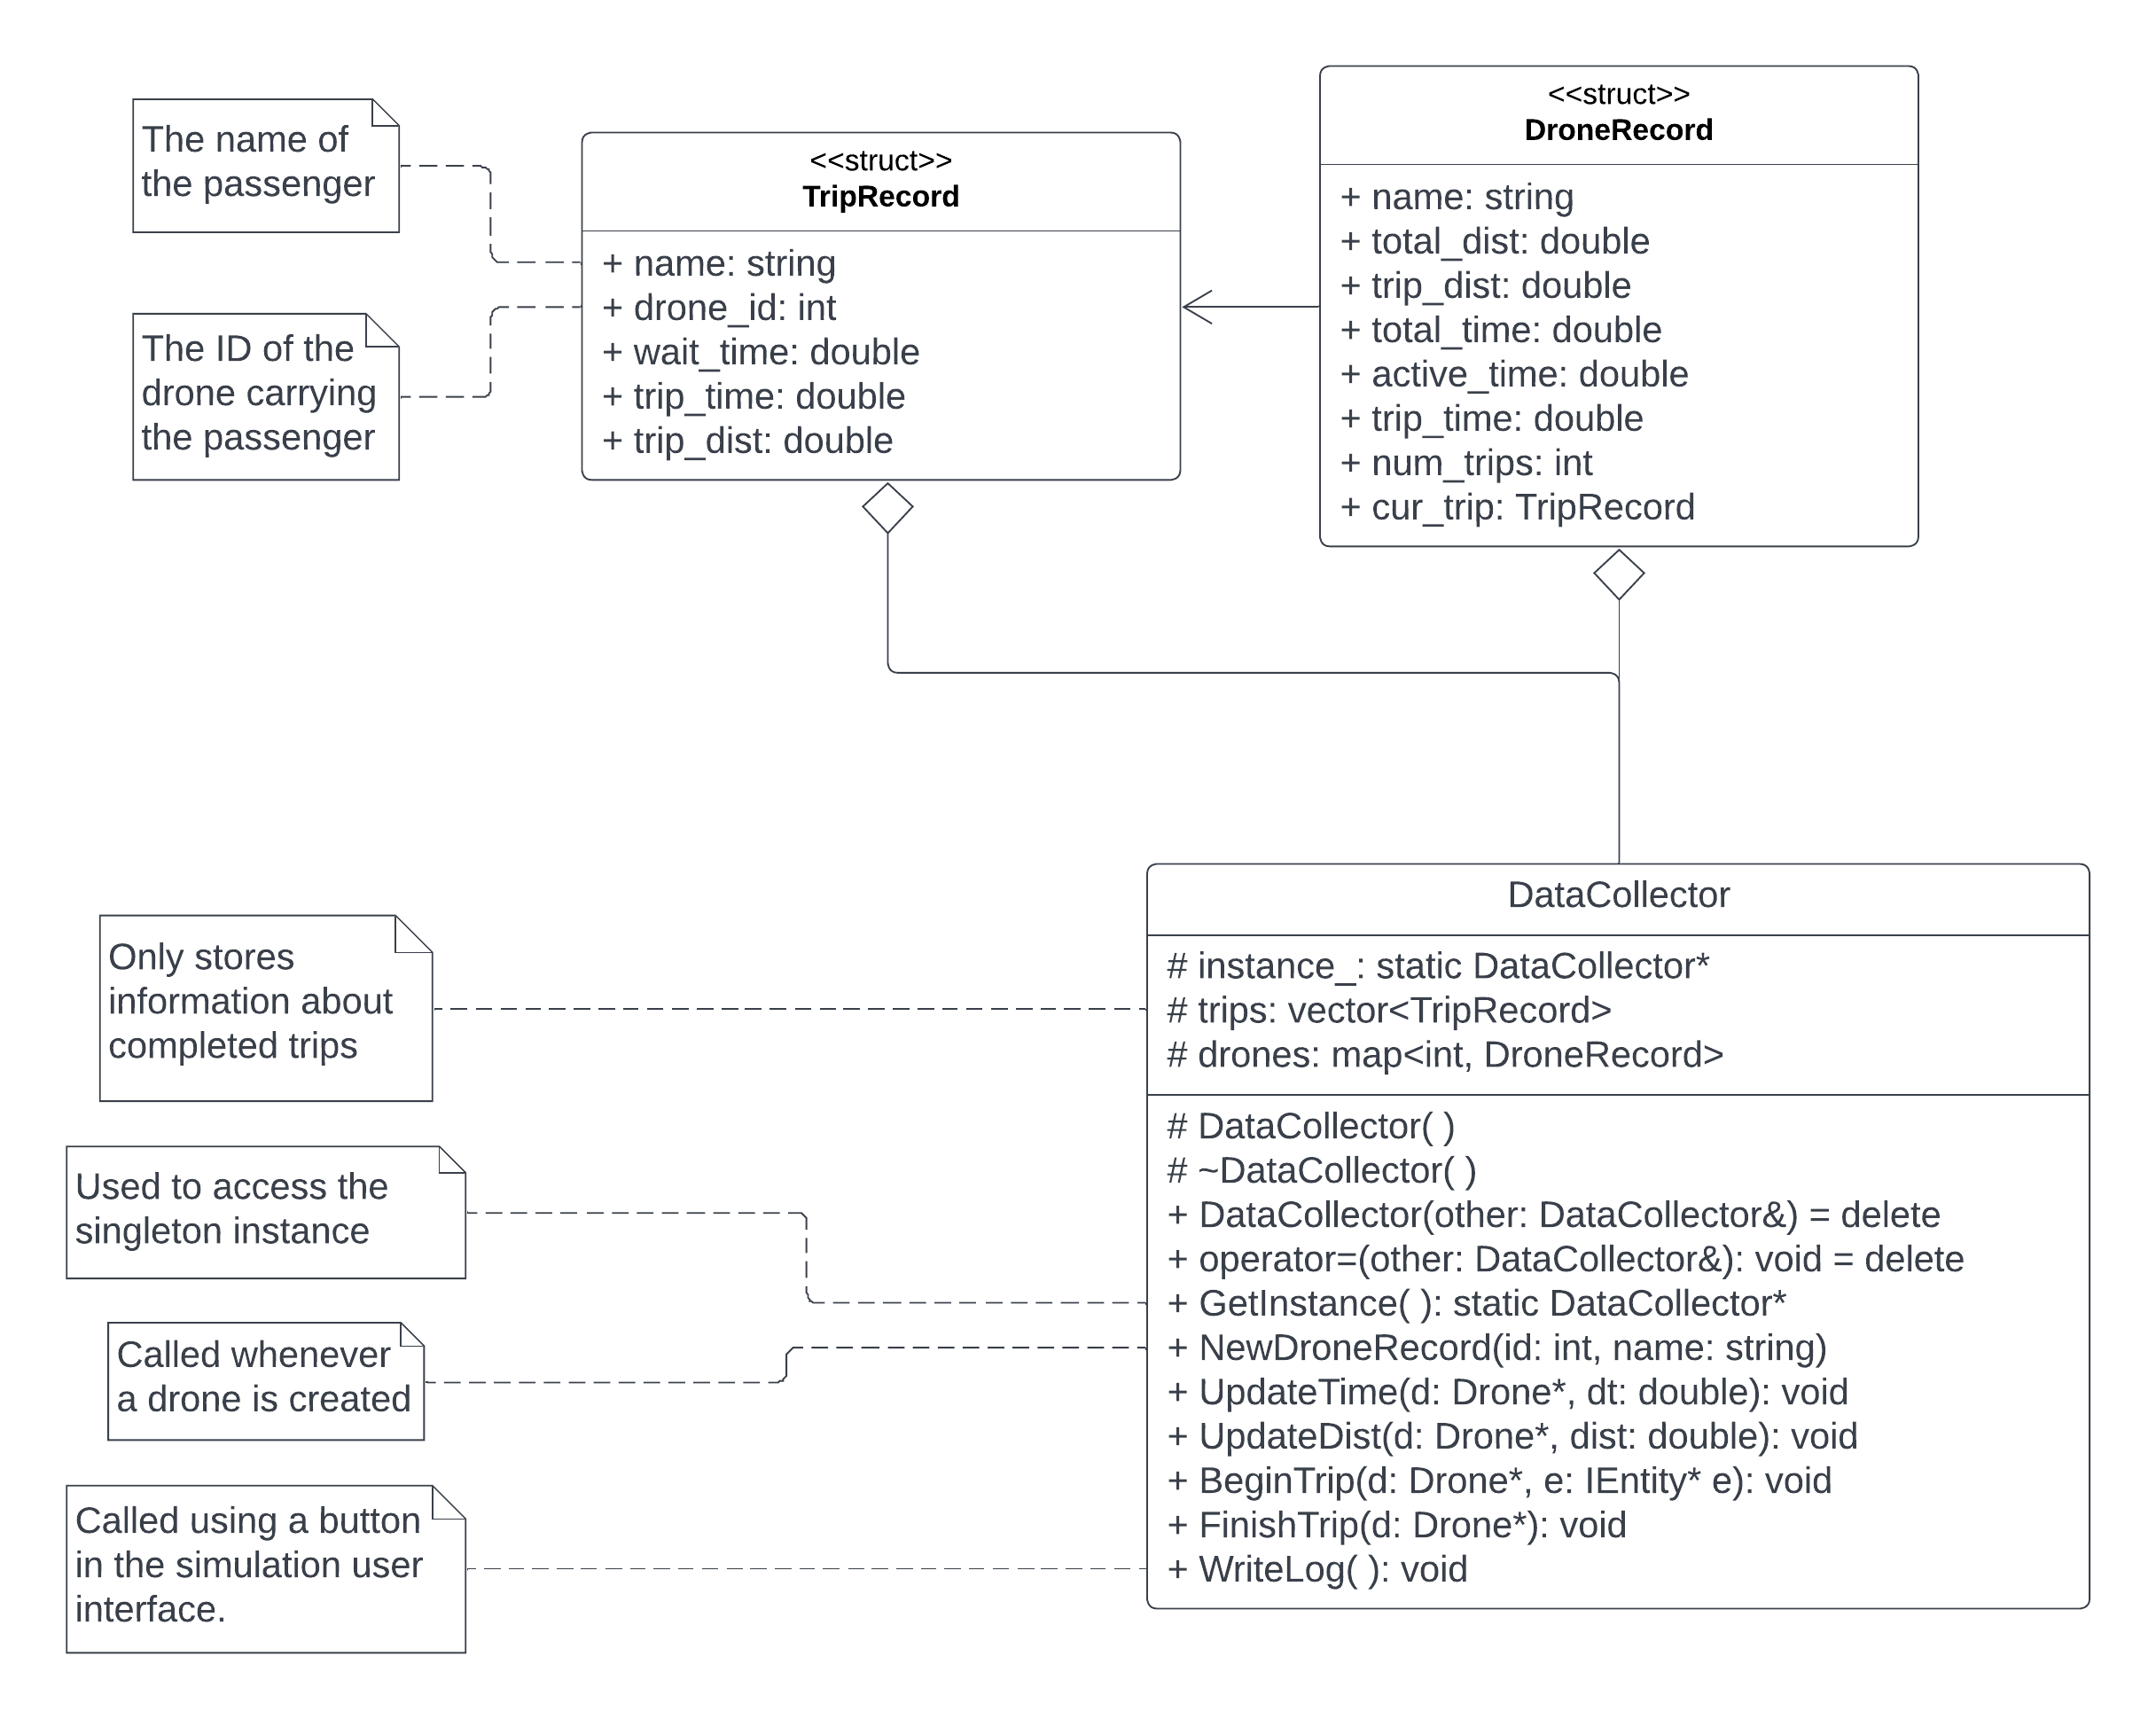 The name of
the passenger
The ID of the
drone carrying
the passenger
<<struct>>
TripRecord
+ name: string
+ drone_id: int
+ wait_time: double
+ trip_time: double
+ trip_dist: double
<<struct>>
DroneRecord
+ name: string
+ total_dist: double
+ trip_dist: double
+ total_time: double
+ active_time: double
+ trip_time: double
+ num_trips: int
+ cur_trip: TripRecord
Only stores
information about
completed trips
Used to access the
singleton instance
Called whenever
a drone is created
Called using a button
in the simulation user
interface.
DataCollector
# instance_: static DataCollector*
# trips: vector<TripRecord>
# drones: map<int, DroneRecord>
# DataCollector( )
# ~DataCollector( )
+ DataCollector(other: DataCollector&) = delete
+ operator=(other: DataCollector&): void = delete
+ GetInstance( ): static DataCollector*
+ NewDroneRecord(id: int, name: string)
+ UpdateTime(d: Drone*, dt: double): void
+ UpdateDist(d: Drone*, dist: double): void
+ BeginTrip(d: Drone*, e: IEntity* e): void
+ FinishTrip(d: Drone*): void
+ WriteLog( ): void